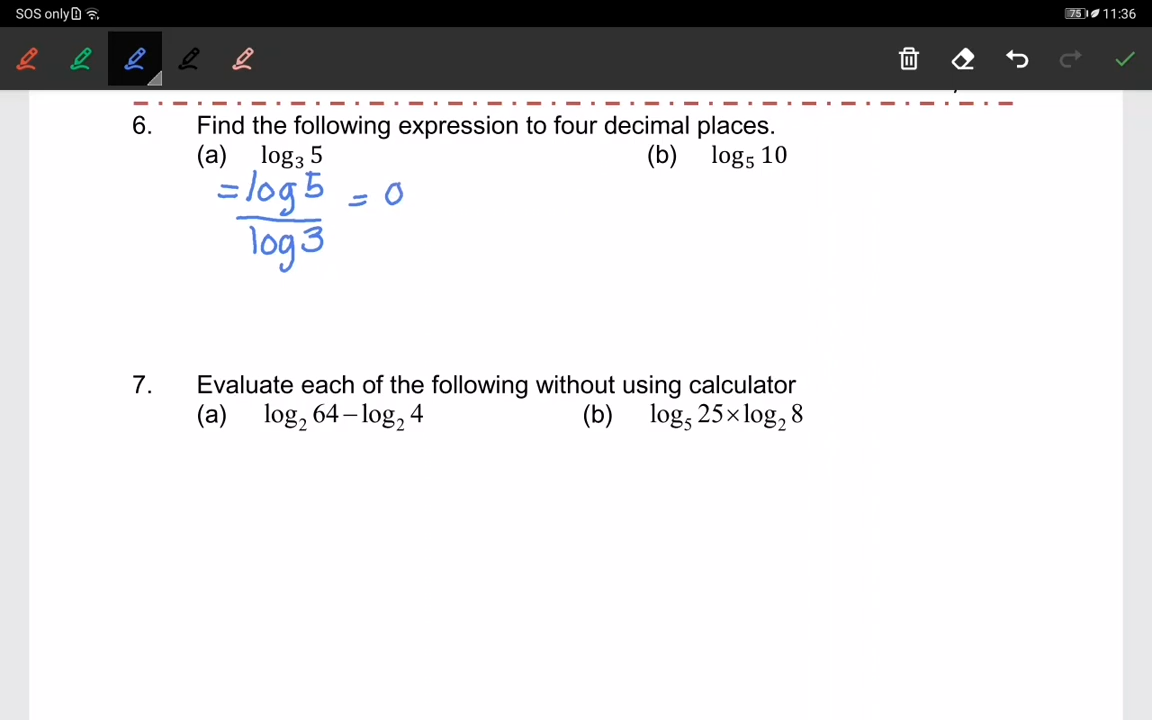 SOS only 75 11:36
6. Find the following expression to four decimal places.
(a) log₃ 5 (b) log₅ 10
= log 5 = 0
log 3
7. Evaluate each of the following without using calculator
(a) log₂ 64 – log₂ 4 (b) log₅ 25 × log₂ 8